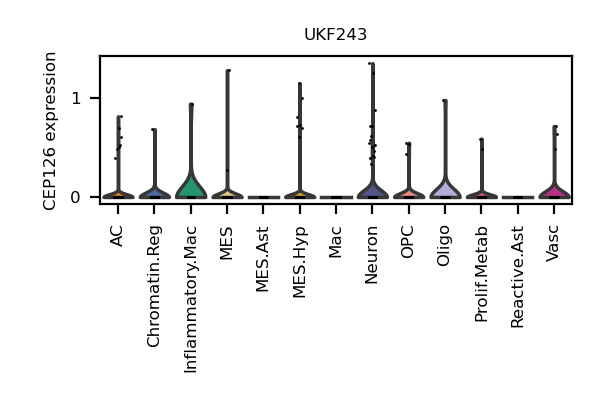 UKF243
CEP126 expression
1
0
AC
Chromatin.Reg
Inflammatory.Mac
MES
MES.Ast
MES.Hyp
Mac
Neuron
OPC
Oligo
Prolif.Metab
Reactive.Ast
Vasc